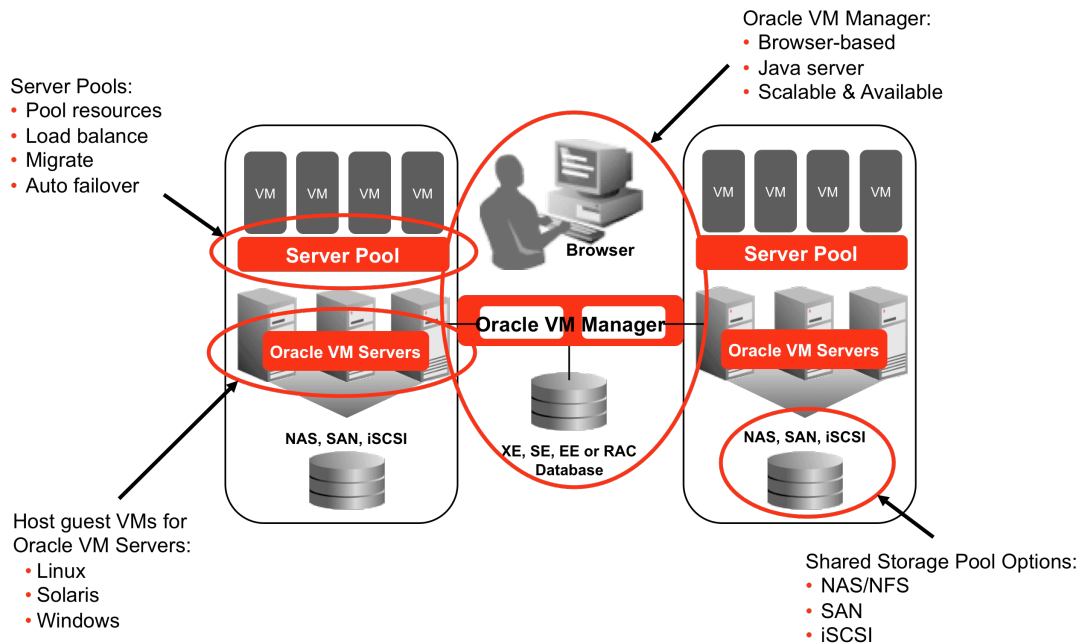 Oracle VM Manager:
• Browser-based
• Java server
• Scalable & Available
Server Pools:
• Pool resources
• Load balance
• Migrate
• Auto failover
VM VM VM VM
Server Pool
Oracle VM Servers
NAS, SAN, iSCSI
Browser
Oracle VM Manager
XE, SE, EE or RAC
Database
VM VM VM VM
Server Pool
Oracle VM Servers
NAS, SAN, iSCSI
Host guest VMs for
Oracle VM Servers:
• Linux
• Solaris
• Windows
Shared Storage Pool Options:
• NAS/NFS
• SAN
• iSCSI